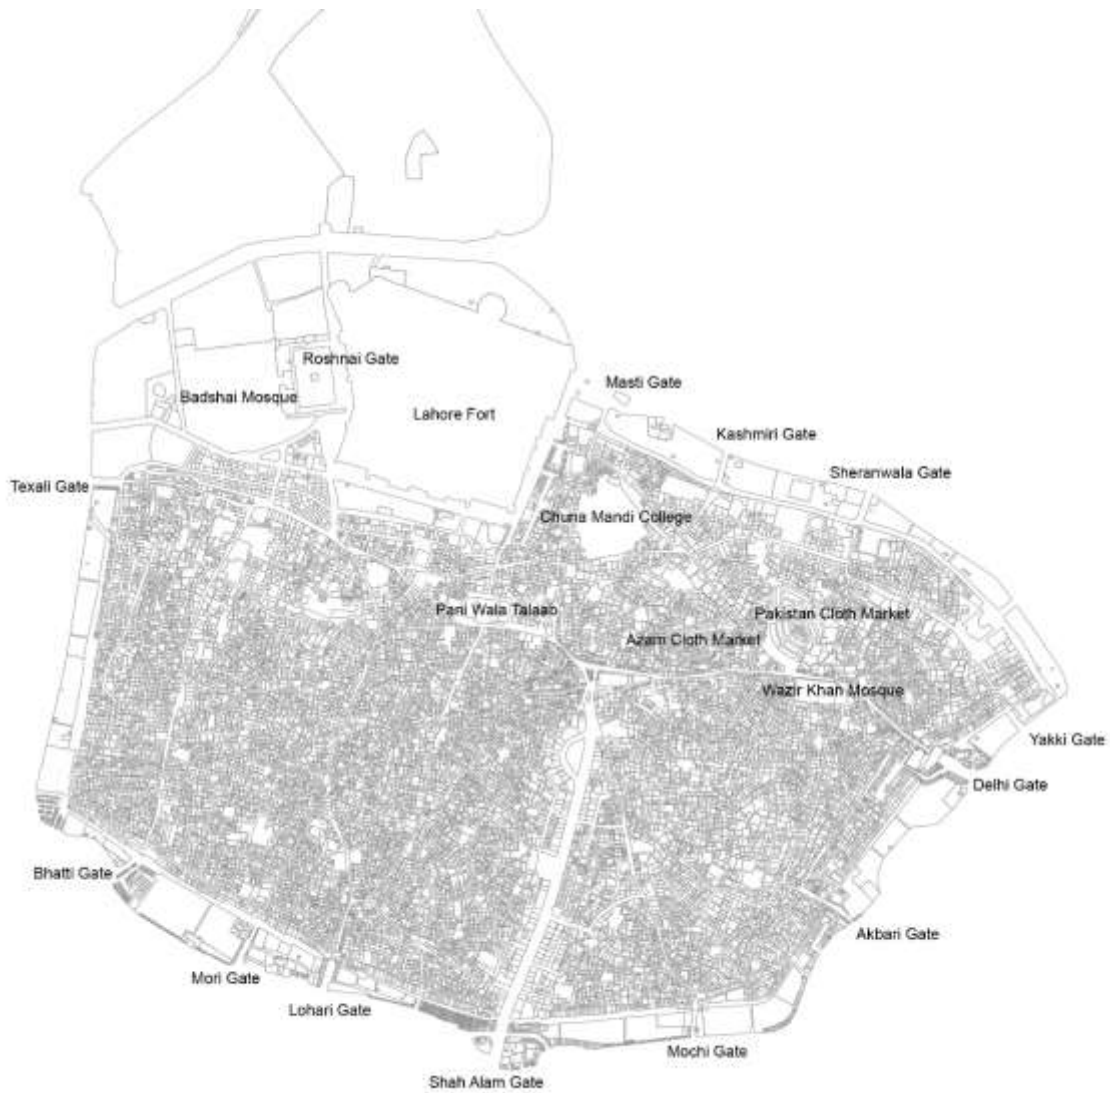 Roshnai Gate
Masti Gate
Badshai Mosque
Lahore Fort
Kashmiri Gate
Sheranwala Gate
Texali Gate
Chuna Mandi College
Pani Wala Talaab
Pakistan Cloth Market
Azam Cloth Market
Wazir Khan Mosque
Yakki Gate
Delhi Gate
Bhatti Gate
Akbari Gate
Mori Gate
Lohari Gate
Mochi Gate
Shah Alam Gate